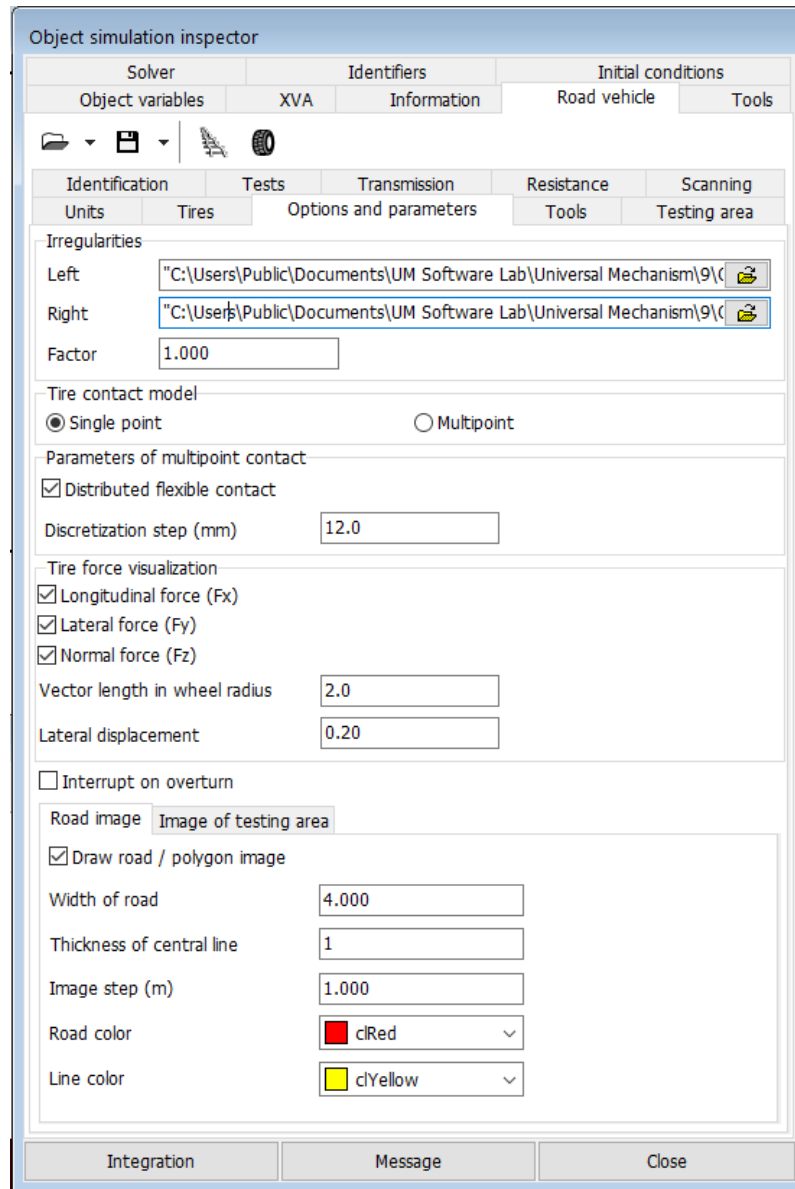 Object simulation inspector
Solver Identifiers Initial conditions
Object variables XVA Information Road vehicle Tools
Identification Tests Transmission Resistance Scanning
Units Tires Options and parameters Tools Testing area
Irregularities
Left "C:\Users\Public\Documents\UM Software Lab\Universal Mechanism\9\(
Right "C:\Users\Public\Documents\UM Software Lab\Universal Mechanism\9\(
Factor 1.000
Tire contact model
Single point Multipoint
Parameters of multipoint contact
Distributed flexible contact
Discretization step (mm) 12.0
Tire force visualization
Longitudinal force (Fx)
Lateral force (Fy)
Normal force (Fz)
Vector length in wheel radius 2.0
Lateral displacement 0.20
Interrupt on overturn
Road image Image of testing area
Draw road / polygon image
Width of road 4.000
Thickness of central line 1
Image step (m) 1.000
Road color clRed
Line color clYellow
Integration Message Close